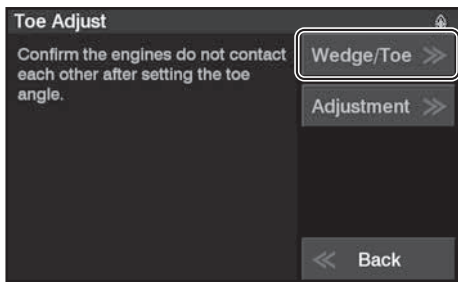 Toe Adjust
Confirm the engines do not contact
each other after setting the toe
angle.
Wedge/Toe
Adjustment
Back